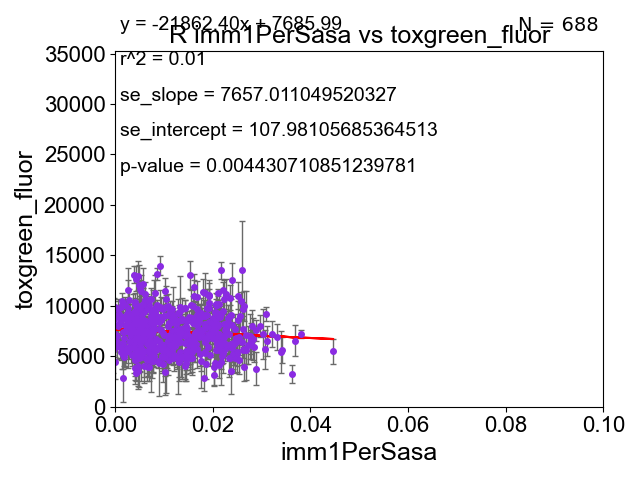 y = -21862.40x + 7685.99
N = 688
R imm1PerSasa vs toxgreen_fluor
r^2 = 0.01
se_slope = 7657.011049520327
se_intercept = 107.98105685364513
p-value = 0.004430710851239781
35000
30000
25000
20000
15000
10000
5000
0
toxgreen_fluor
0.00 0.02 0.04 0.06 0.08 0.10
imm1PerSasa